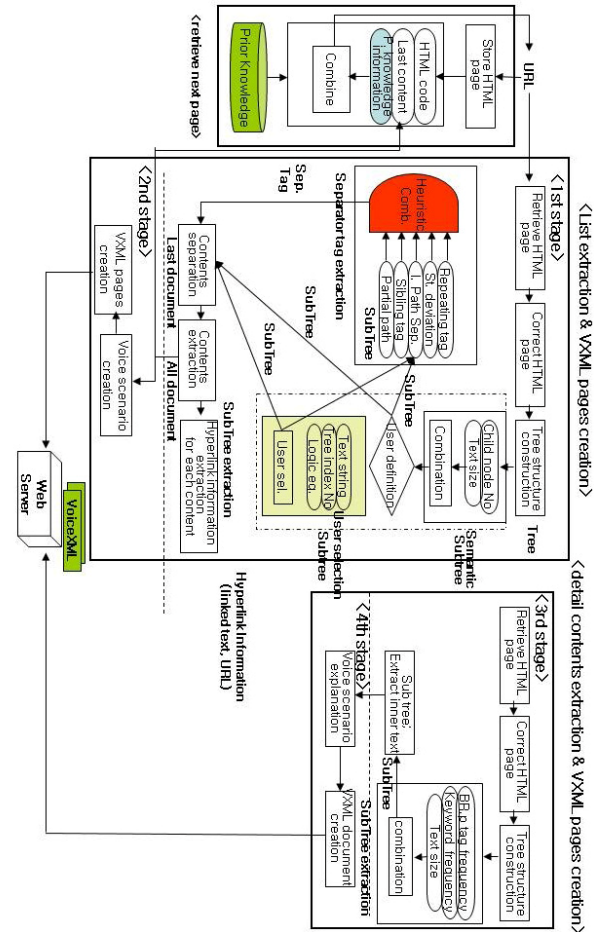 <List extraction & VXML pages creation>
<detail contents extraction & VXML pages creation>
URL
Store HTML
page
HTML code
Last content
P. knowledge
information
Combine
Prior Knowledge
<retrieve next page>
<1st stage>
Retrieve HTML
page
Correct HTML
page
Tree structure
construction
Tree
Child node No
Text size
Combination
Semantic
Subtree
User definition
Text string
Tree index No
Logic eq.
User sel.
User selection
Subtree
Repeating tag
St. deviation
I. Path Sep.
Sibling tag
Partial path
Heuristic
Comb.
Separator tag extraction
SubTree
SubTree
SubTree
SubTree
Sep.
Tag
Contents
separation
Contents
extraction
Hyperlink information
extraction
for each content
SubTree extraction
Last document
All document
<2nd stage>
VXML pages
creation
Voice scenario
creation
Hyperlink Information
(linked text, URL)
<3rd stage>
Retrieve HTML
page
Correct HTML
page
Tree structure
construction
BR,p tag frequency
Keyword frequency
Text size
combination
SubTree
SubTree extraction
Sub tree;
Extract inner text
<4th stage>
Voice scenario
explanation
VXML document
creation
VoiceXML
Web
Server